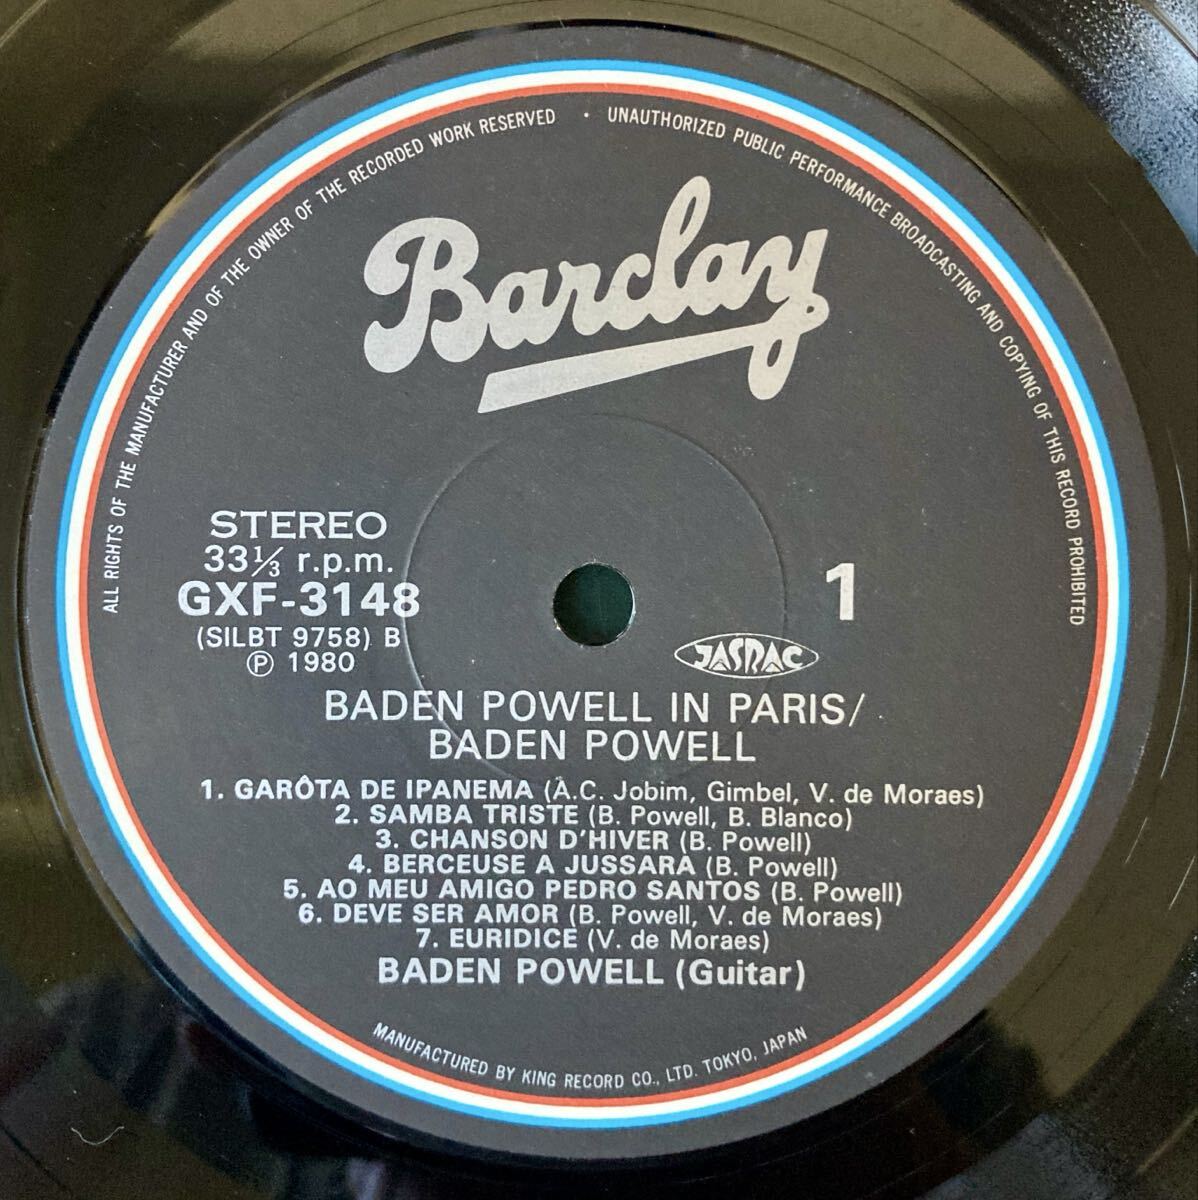 ALL RIGHTS OF THE MANUFACTURER AND OF THE OWNER OF THE RECORDED WORK RESERVED · UNAUTHORIZED PUBLIC PERFORMANCE BROADCASTING AND COPYING OF THIS RECORD PROHIBITED
Barclay
STEREO
33⅓ r.p.m.
GXF-3148
(SILBT 9758) B
Ⓟ 1980
1
JASRAC
BADEN POWELL IN PARIS/
BADEN POWELL
1. GARÔTA DE IPANEMA (A.C. Jobim, Gimbel, V. de Moraes)
2. SAMBA TRISTE (B. Powell, B. Blanco)
3. CHANSON D'HIVER (B. Powell)
4. BERCEUSE A JUSSARA (B. Powell)
5. AO MEU AMIGO PEDRO SANTOS (B. Powell)
6. DEVE SER AMOR (B. Powell, V. de Moraes)
7. EURIDICE (V. de Moraes)
BADEN POWELL (Guitar)
MANUFACTURED BY KING RECORD CO., LTD. TOKYO, JAPAN